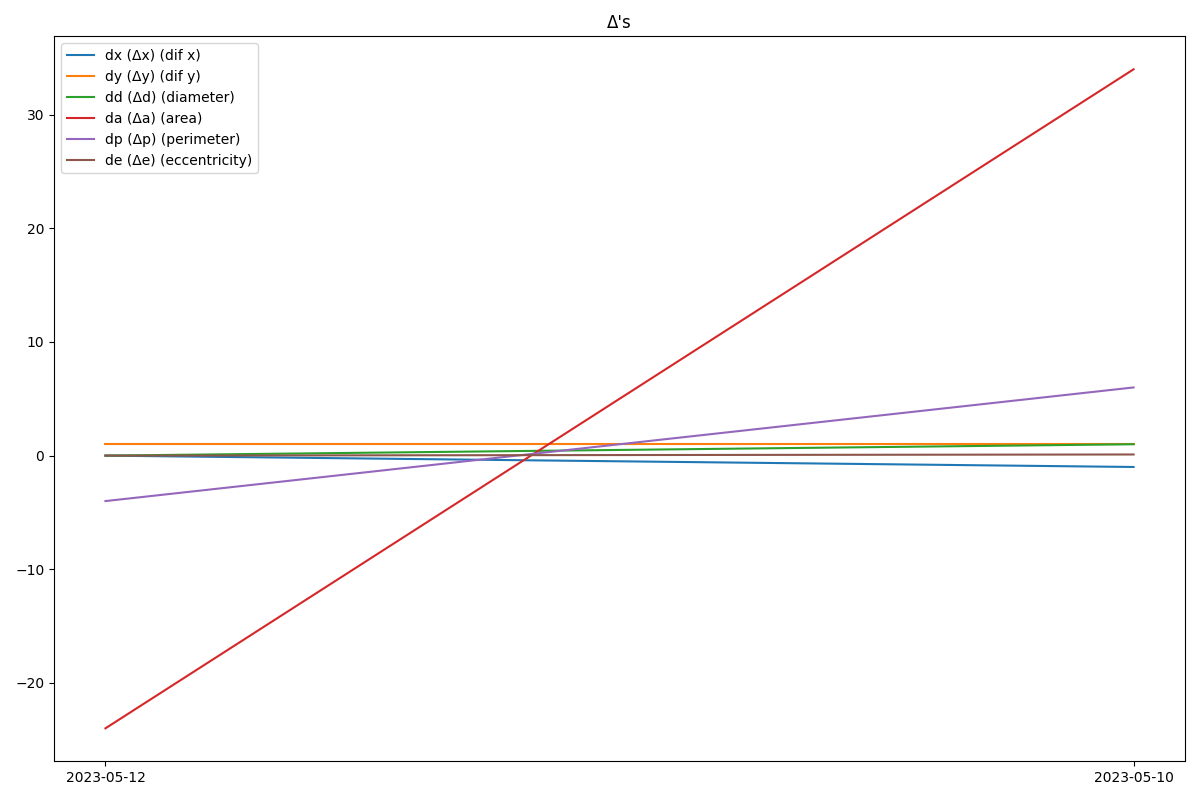 Δ's
dx (Δx) (dif x)
dy (Δy) (dif y)
dd (Δd) (diameter)
da (Δa) (area)
dp (Δp) (perimeter)
de (Δe) (eccentricity)
30
20
10
0
−10
−20
2023-05-12
2023-05-10